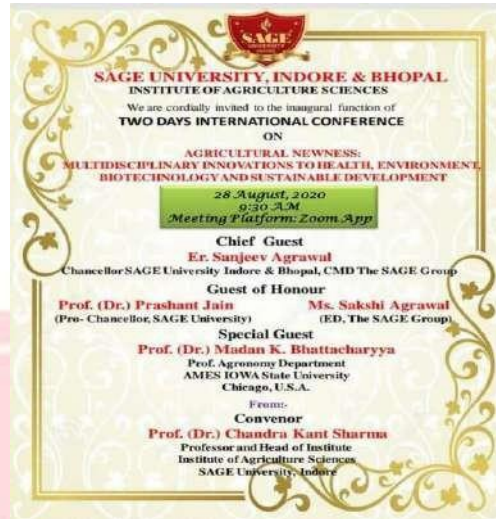 SAGE
UNIVERSITY
SAGE UNIVERSITY, INDORE & BHOPAL
INSTITUTE OF AGRICULTURE SCIENCES
We are cordially invited to the inaugural function of
TWO DAYS INTERNATIONAL CONFERENCE
ON
AGRICULTURAL NEWNESS:
MULTIDISCIPLINARY INNOVATIONS TO HEALTH, ENVIRONMENT,
BIOTECHNOLOGY AND SUSTAINABLE DEVELOPMENT
28 August, 2020
9:30 AM
Meeting Platform: Zoom App
Chief Guest
Er. Sanjeev Agrawal
Chancellor SAGE University Indore & Bhopal, CMD The SAGE Group
Guest of Honour
Prof. (Dr.) Prashant Jain Ms. Sakshi Agrawal
(Pro- Chancellor, SAGE University) (ED, The SAGE Group)
Special Guest
Prof. (Dr.) Madan K. Bhattacharyya
Prof. Agronomy Department
AMES IOWA State University
Chicago, U.S.A.
From:-
Convenor
Prof. (Dr.) Chandra Kant Sharma
Professor and Head of Institute
Institute of Agriculture Sciences
SAGE University, Indore